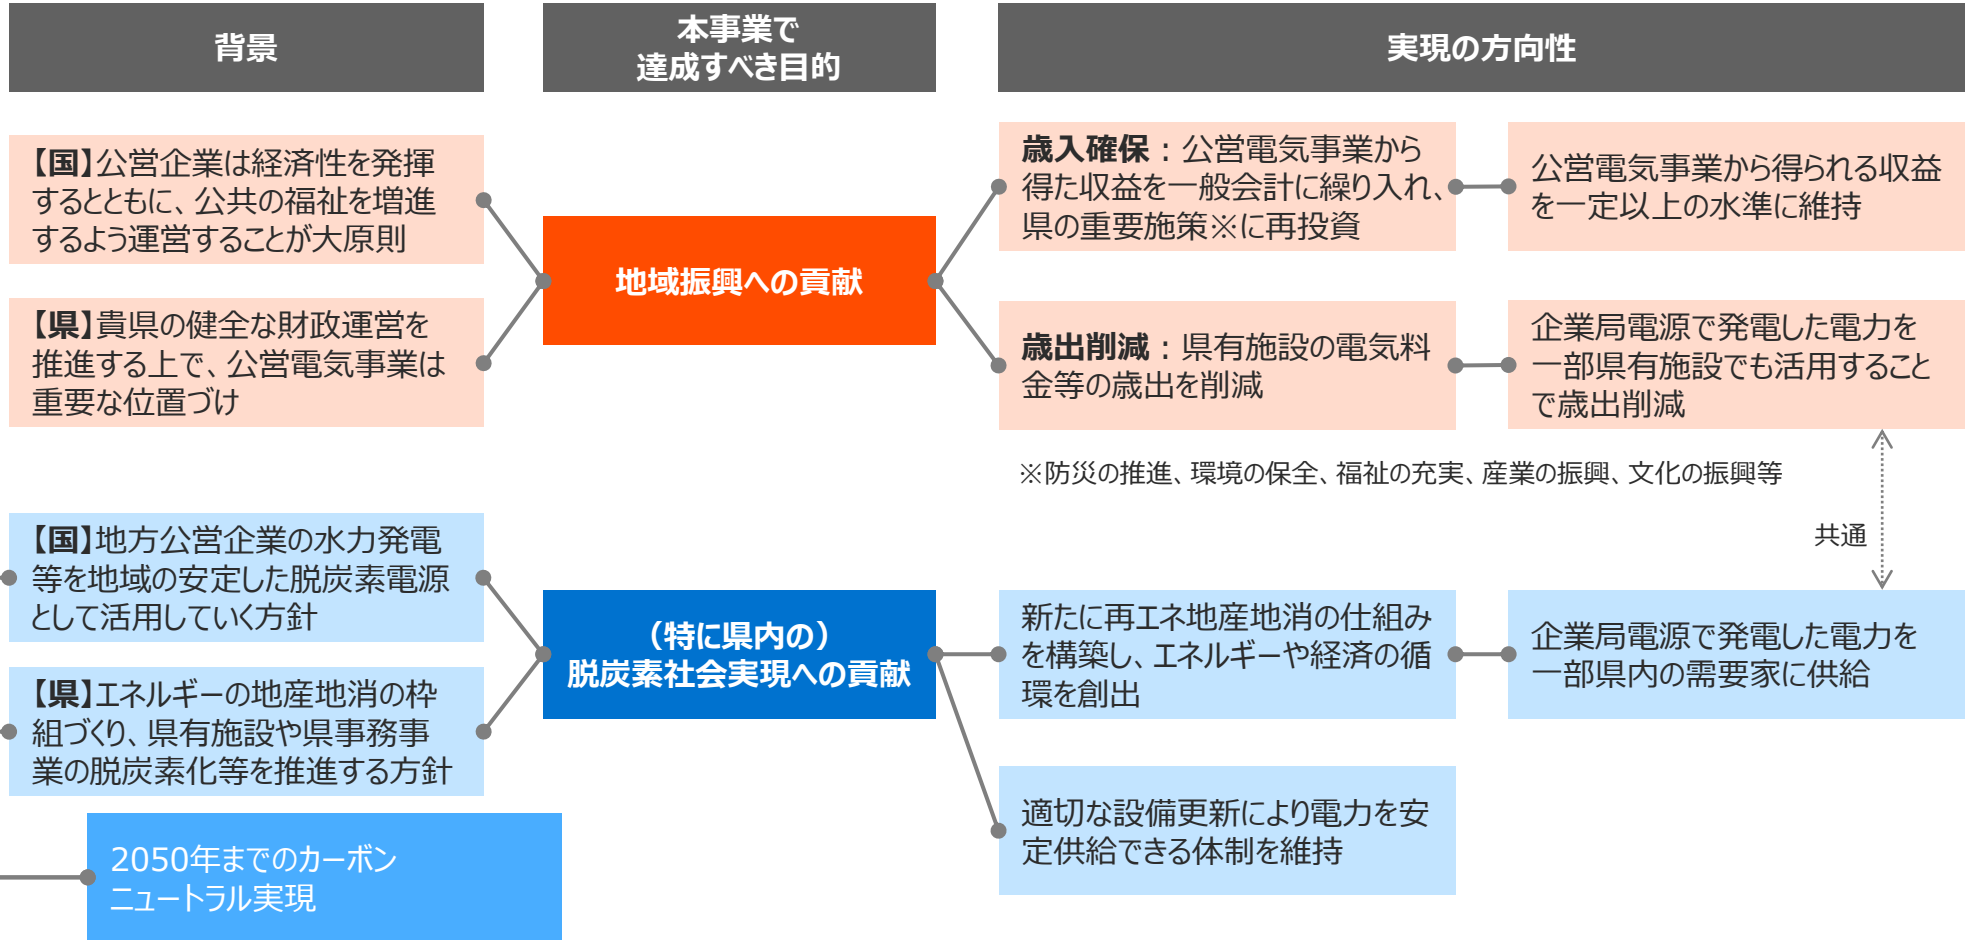 背景
本事業で
達成すべき目的
実現の方向性
【国】公営企業は経済性を発揮
するとともに、公共の福祉を増進
するよう運営することが大原則
【県】貴県の健全な財政運営を
推進する上で、公営電気事業は
重要な位置づけ
地域振興への貢献
歳入確保：公営電気事業から
得た収益を一般会計に繰り入れ、
県の重要施策※に再投資
公営電気事業から得られる収益
を一定以上の水準に維持
歳出削減：県有施設の電気料
金等の歳出を削減
企業局電源で発電した電力を
一部県有施設でも活用すること
で歳出削減
※防災の推進、環境の保全、福祉の充実、産業の振興、文化の振興等
共通
【国】地方公営企業の水力発電
等を地域の安定した脱炭素電源
として活用していく方針
【県】エネルギーの地産地消の枠
組づくり、県有施設や県事務事
業の脱炭素化等を推進する方針
2050年までのカーボン
ニュートラル実現
（特に県内の）
脱炭素社会実現への貢献
新たに再エネ地産地消の仕組み
を構築し、エネルギーや経済の循
環を創出
企業局電源で発電した電力を
一部県内の需要家に供給
適切な設備更新により電力を安
定供給できる体制を維持